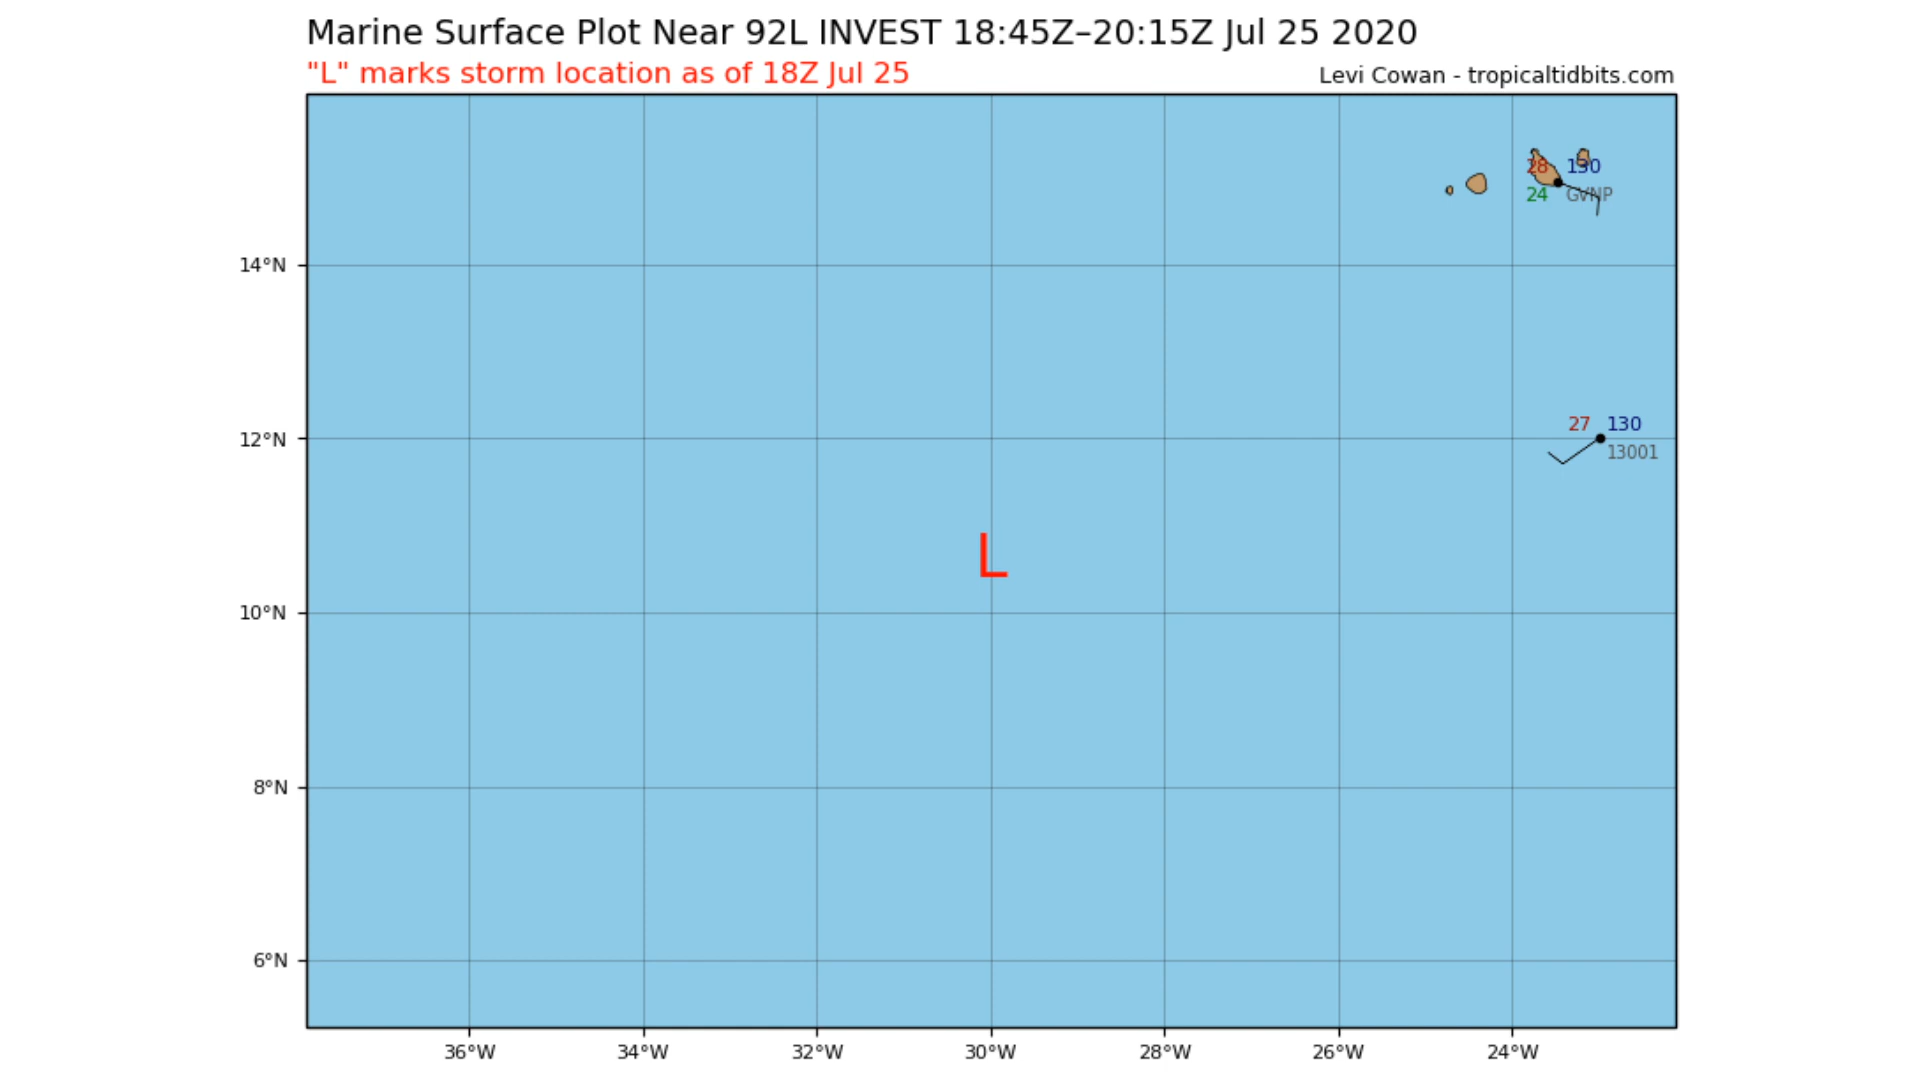 Marine Surface Plot Near 92L INVEST 18:45Z–20:15Z Jul 25 2020
"L" marks storm location as of 18Z Jul 25
Levi Cowan - tropicaltidbits.com
28 130
24 GVNP
14°N
27 130
12°N
13001
L
10°N
8°N
6°N
36°W 34°W 32°W 30°W 28°W 26°W 24°W